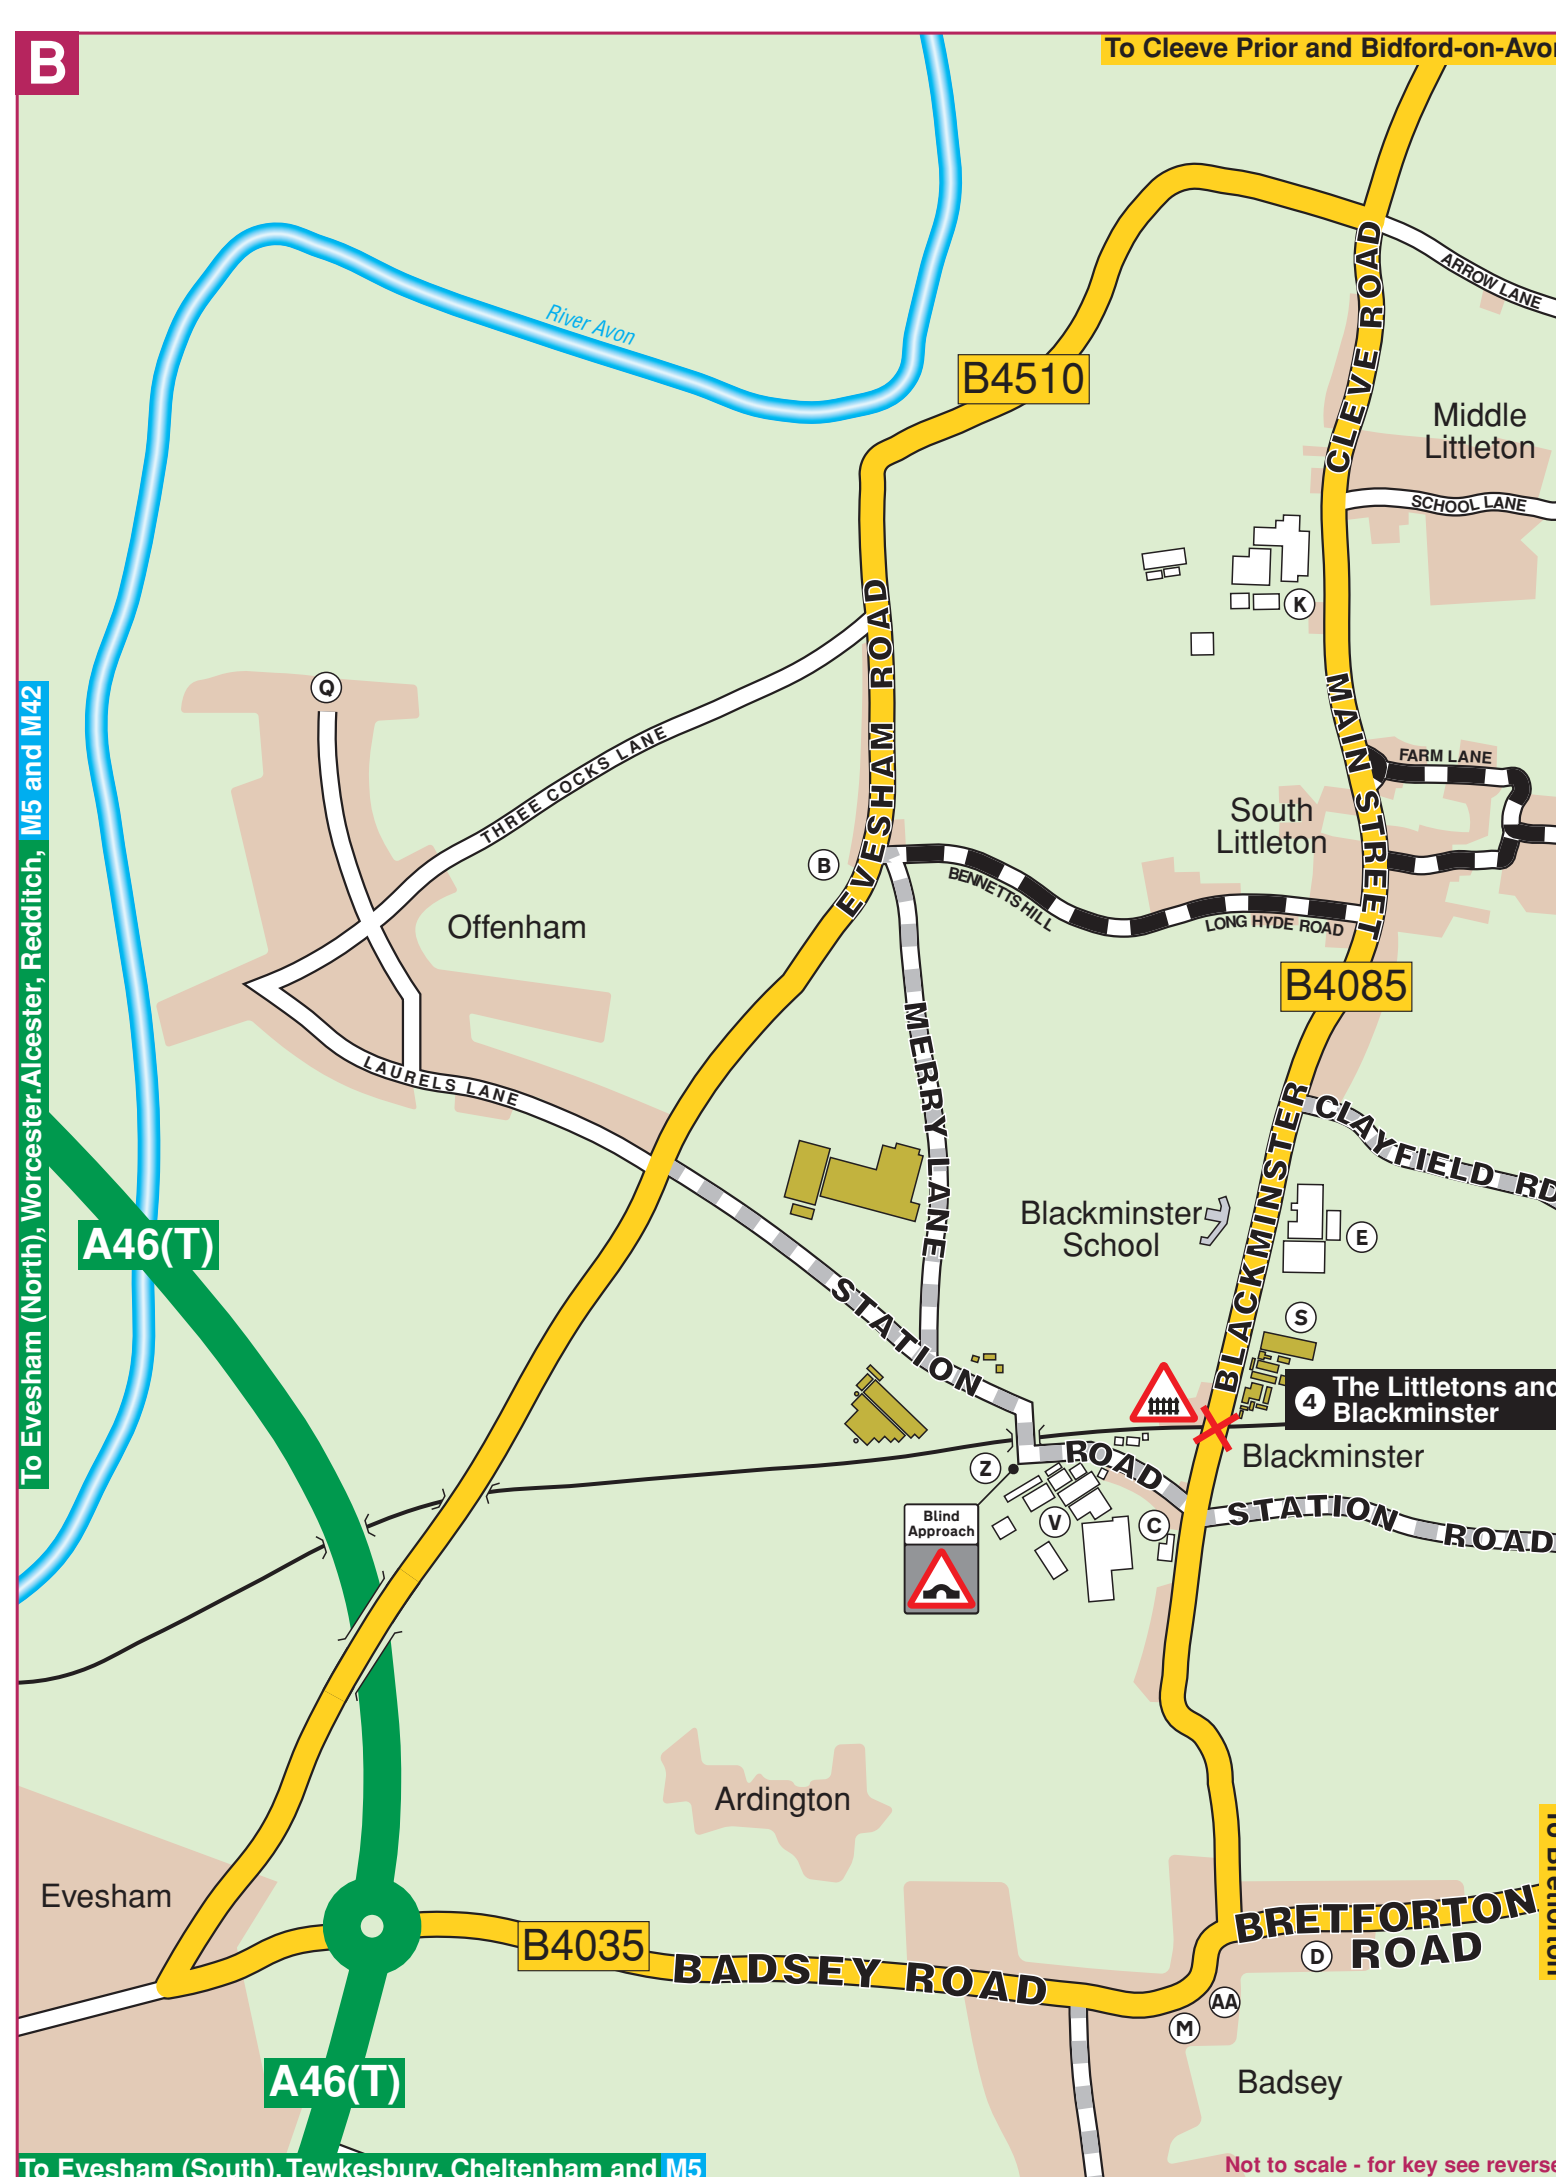 B
To Cleeve Prior and Bidford-on-Avon
ARROW LANE
CLEVE ROAD
River Avon
B4510
Middle
Littleton
SCHOOL LANE
K
EVESHAM ROAD
MAIN STREET
Q
To Evesham (North), Worcester.Alcester, Redditch, M5 and M42
THREE COCKS LANE
FARM LANE
South
Littleton
B
BENNETTS HILL
LONG HYDE ROAD
Offenham
B4085
MERRY LANE
LAURELS LANE
CLAYFIELD RD
BLACKMINSTER
Blackminster
School
E
A46(T)
STATION
S
4
The Littletons and
Blackminster
ROAD
Blackminster
Z
V
C
STATION ROAD
Blind
Approach
Ardington
To Bretforton
Evesham
B4035
BADSEY ROAD
BRETFORTON
ROAD
D
AA
M
A46(T)
Badsey
To Evesham (South), Tewkesbury, Cheltenham and M5
Not to scale - for key see reverse